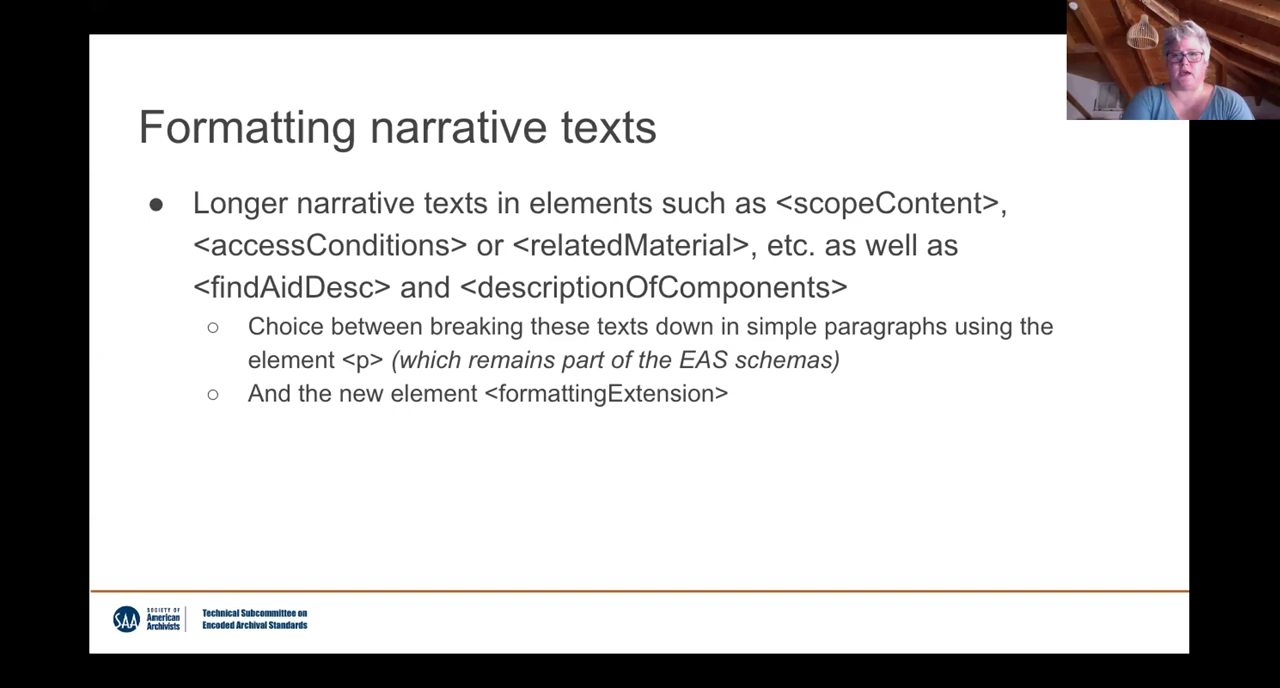 Formatting narrative texts
● Longer narrative texts in elements such as <scopeContent>,
<accessConditions> or <relatedMaterial>, etc. as well as
<findAidDesc> and <descriptionOfComponents>
○ Choice between breaking these texts down in simple paragraphs using the
element <p> (which remains part of the EAS schemas)
○ And the new element <formattingExtension>
SAA
SOCIETY OF
American
Archivists
Technical Subcommittee on
Encoded Archival Standards